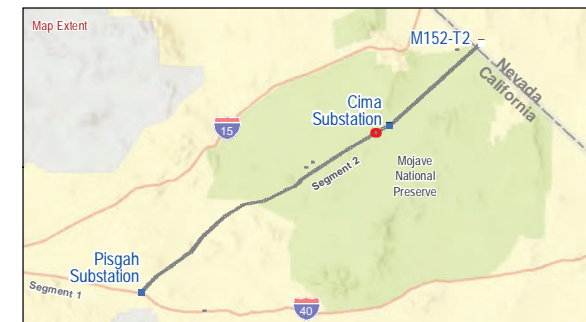 Map Extent
M152-T2
Nevada
California
Cima
Substation
15
Segment 2
Mojave
National
Preserve
Pisgah
Substation
Segment 1
40